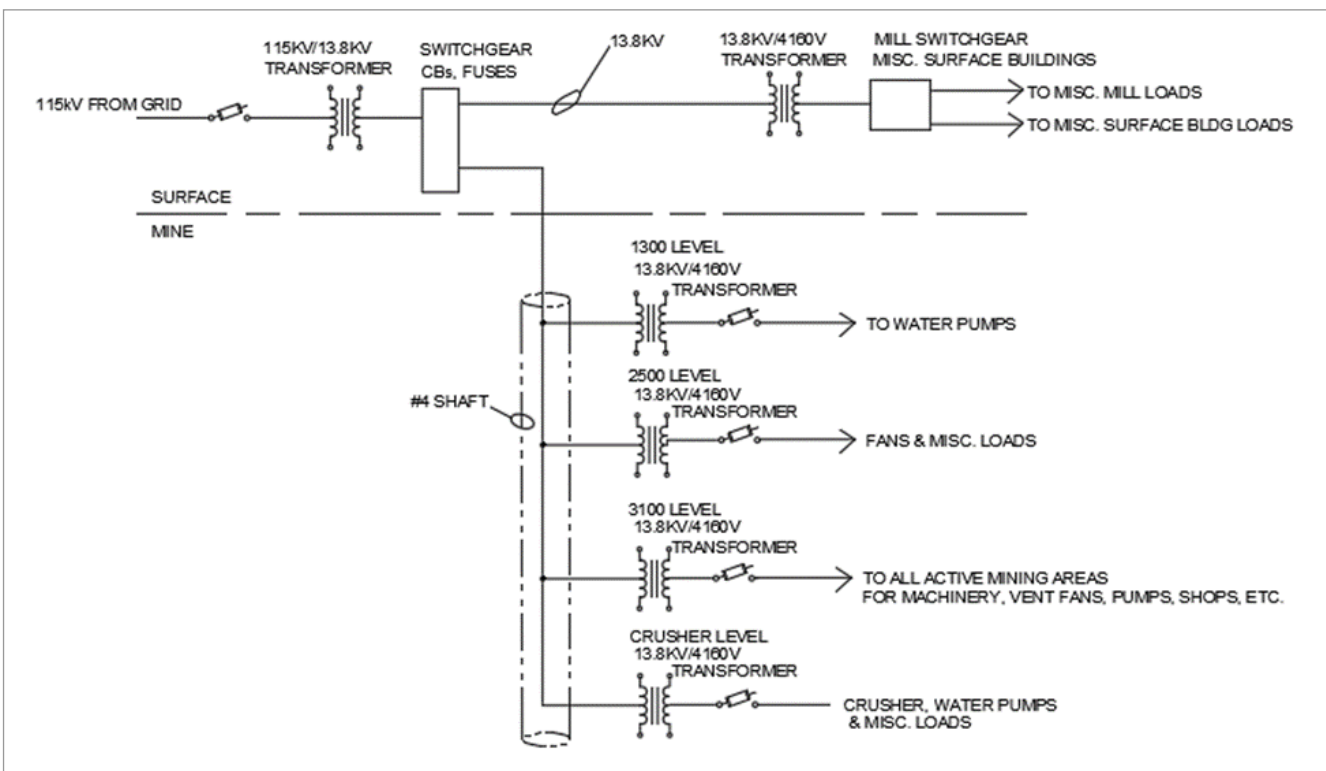 115KV/13.8KV
TRANSFORMER
SWITCHGEAR
CBs, FUSES
13.8KV
13.8KV/4160V
TRANSFORMER
MILL SWITCHGEAR
MISC. SURFACE BUILDINGS
115kV FROM GRID
TO MISC. MILL LOADS
TO MISC. SURFACE BLDG LOADS
SURFACE
MINE
1300 LEVEL
13.8KV/4160V
TRANSFORMER
TO WATER PUMPS
#4 SHAFT
2500 LEVEL
13.8KV/4160V
TRANSFORMER
FANS & MISC. LOADS
3100 LEVEL
13.8KV/4160V
TRANSFORMER
TO ALL ACTIVE MINING AREAS
FOR MACHINERY, VENT FANS, PUMPS, SHOPS, ETC.
CRUSHER LEVEL
13.8KV/4160V
TRANSFORMER
CRUSHER, WATER PUMPS
& MISC. LOADS